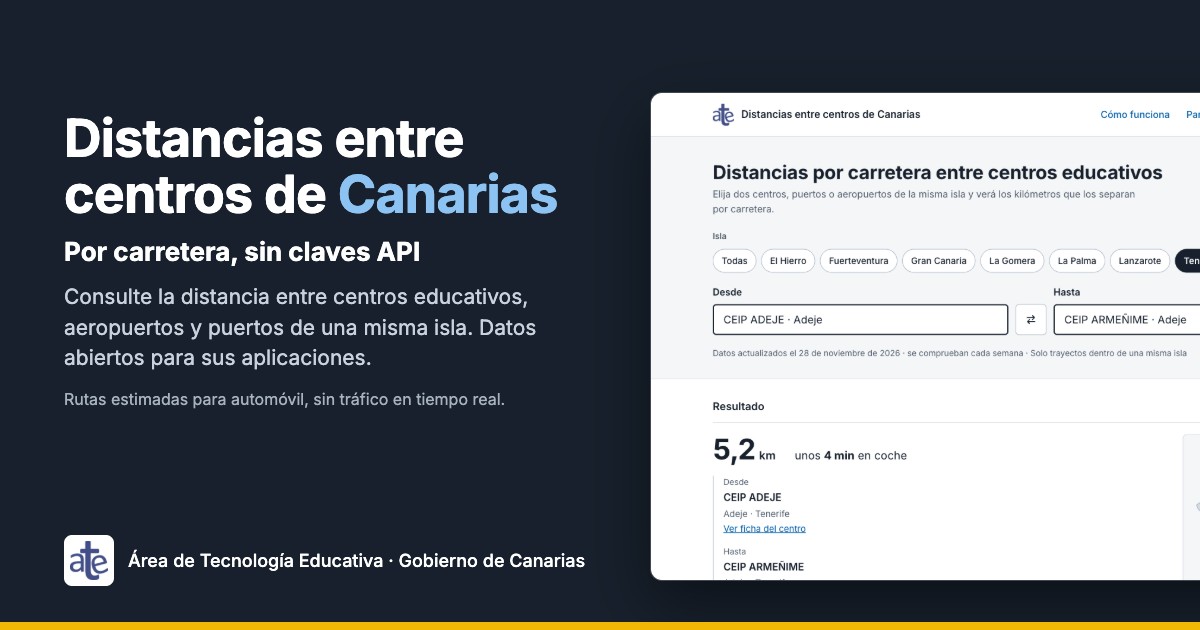 Distancias entre
centros de Canarias
Por carretera, sin claves API
Consulte la distancia entre centros educativos,
aeropuertos y puertos de una misma isla. Datos
abiertos para sus aplicaciones.
Rutas estimadas para automóvil, sin tráfico en tiempo real.
ate Área de Tecnología Educativa · Gobierno de Canarias
ate Distancias entre centros de Canarias Cómo funciona
Distancias por carretera entre centros educativos
Elija dos centros, puertos o aeropuertos de la misma isla y verá los kilómetros que los separan
por carretera.
Isla
Todas El Hierro Fuerteventura Gran Canaria La Gomera La Palma Lanzarote Ten
Desde Hasta
CEIP ADEJE · Adeje ⇄ CEIP ARMEÑIME · Adeje
Datos actualizados el 28 de noviembre de 2026 · se comprueban cada semana · Solo trayectos dentro de una misma isla
Resultado
5,2 km unos 4 min en coche
Desde
CEIP ADEJE
Adeje · Tenerife
Ver ficha del centro
Hasta
CEIP ARMEÑIME